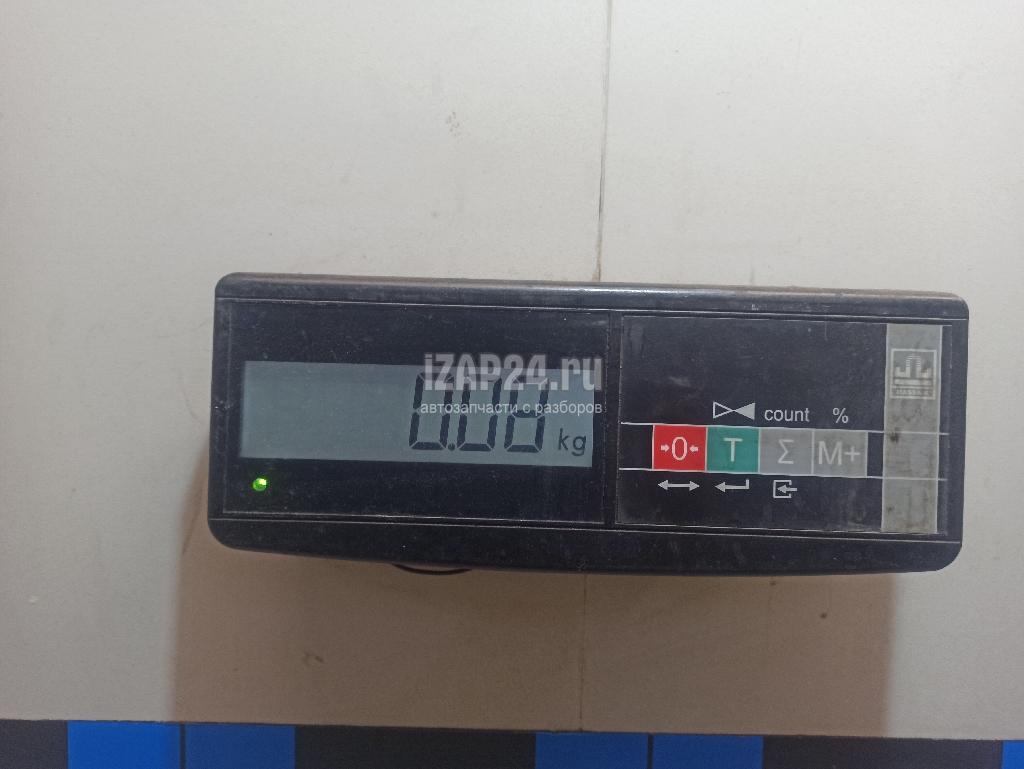 iZAP24.ru
автозапчасти с разборов
0.08 kg
count %
→0← T Σ M+